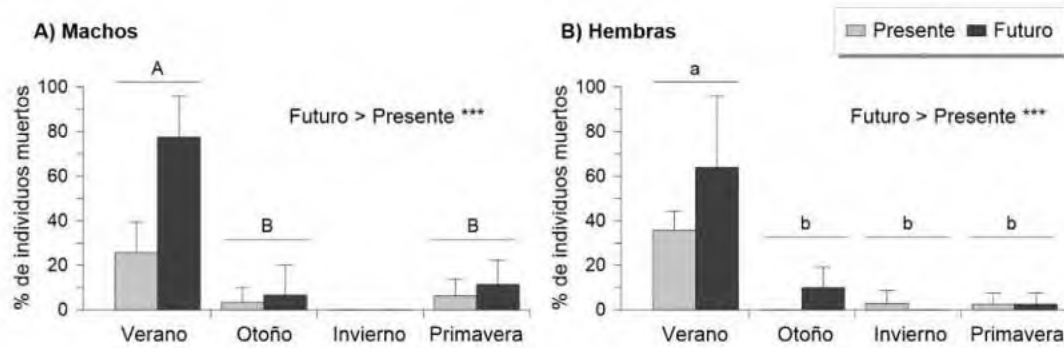 A) Machos
% de individuos muertos
100
80
60
40
20
0
A
B
B
Futuro > Presente ***
Verano Otoño Invierno Primavera
B) Hembras
Presente Futuro
% de individuos muertos
100
80
60
40
20
0
a
b
b
b
Futuro > Presente ***
Verano Otoño Invierno Primavera